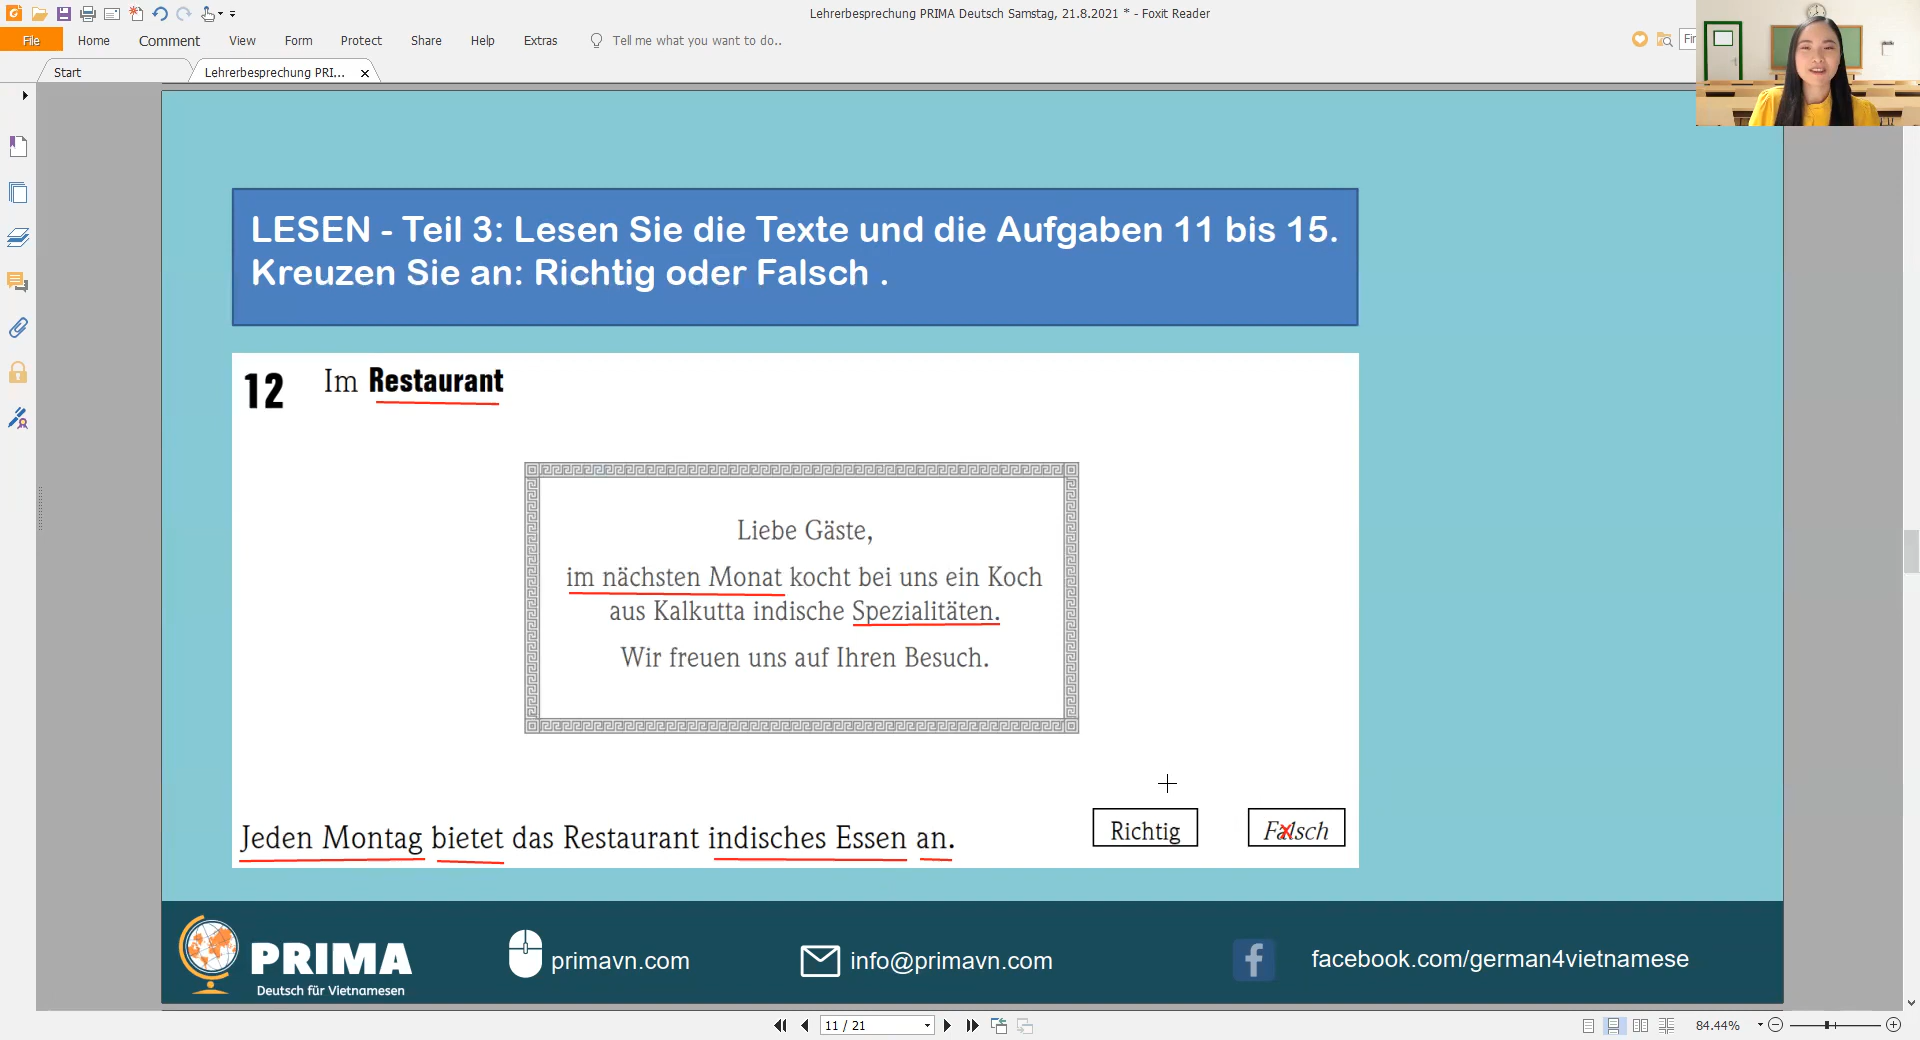 Lehrerbesprechung PRIMA Deutsch Samstag, 21.8.2021 * - Foxit Reader
File Home Comment View Form Protect Share Help Extras Tell me what you want to do..
Start Lehrerbesprechung PRI...
LESEN - Teil 3: Lesen Sie die Texte und die Aufgaben 11 bis 15.
Kreuzen Sie an: Richtig oder Falsch .
12 Im Restaurant
Liebe Gäste,
im nächsten Monat kocht bei uns ein Koch
aus Kalkutta indische Spezialitäten.
Wir freuen uns auf Ihren Besuch.
Jeden Montag bietet das Restaurant indisches Essen an. Richtig Falsch
PRIMA
Deutsch für Vietnamesen
primavn.com
info@primavn.com
facebook.com/german4vietnamese
11 / 21
84.44%